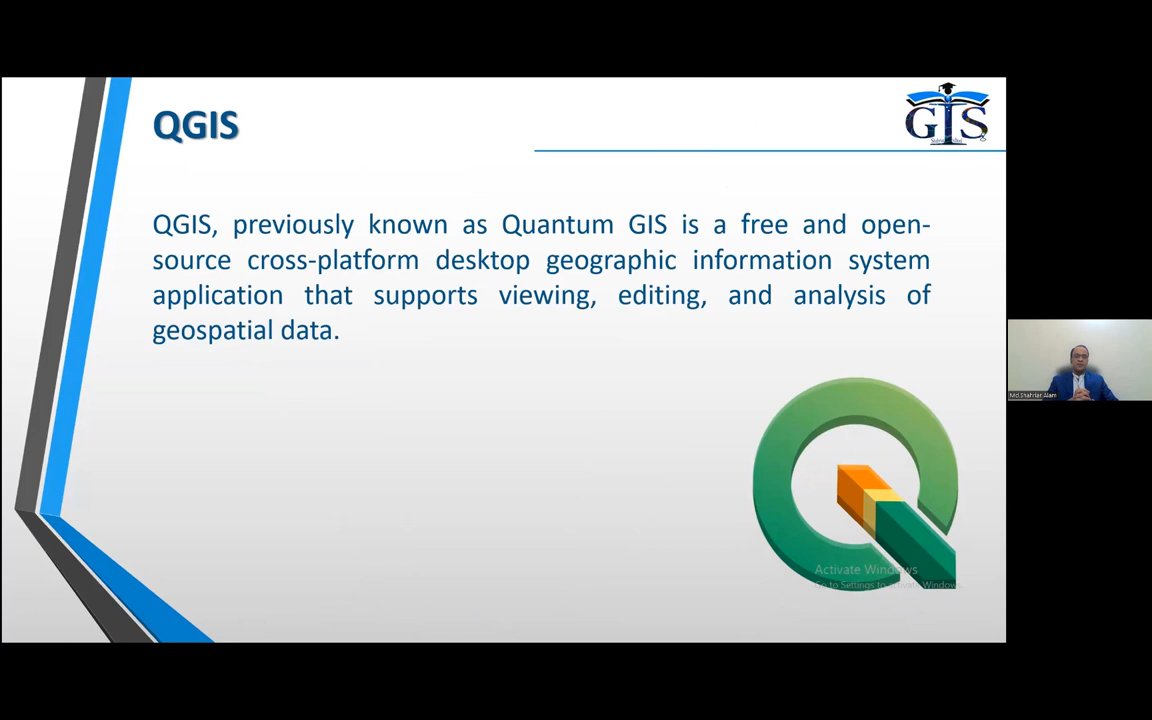 QGIS
GIS
QGIS, previously known as Quantum GIS is a free and open-
source cross-platform desktop geographic information system
application that supports viewing, editing, and analysis of
geospatial data.
Md Shahriar Alam
Activate Windows
Go to Settings to activate Windows.